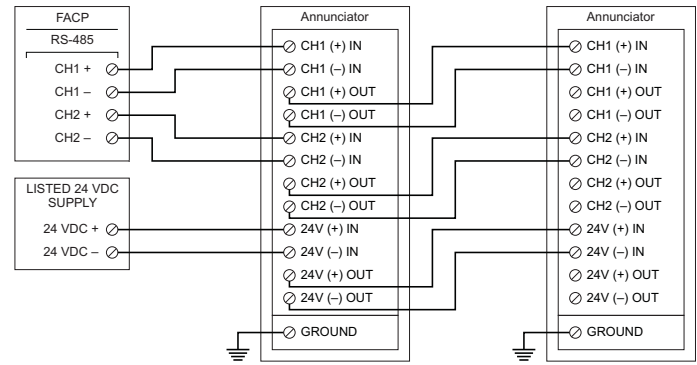 FACP
RS-485
CH1 +
CH1 –
CH2 +
CH2 –
LISTED 24 VDC
SUPPLY
24 VDC +
24 VDC –
Annunciator
CH1 (+) IN
CH1 (–) IN
CH1 (+) OUT
CH1 (–) OUT
CH2 (+) IN
CH2 (–) IN
CH2 (+) OUT
CH2 (–) OUT
24V (+) IN
24V (–) IN
24V (+) OUT
24V (–) OUT
GROUND
Annunciator
CH1 (+) IN
CH1 (–) IN
CH1 (+) OUT
CH1 (–) OUT
CH2 (+) IN
CH2 (–) IN
CH2 (+) OUT
CH2 (–) OUT
24V (+) IN
24V (–) IN
24V (+) OUT
24V (–) OUT
GROUND